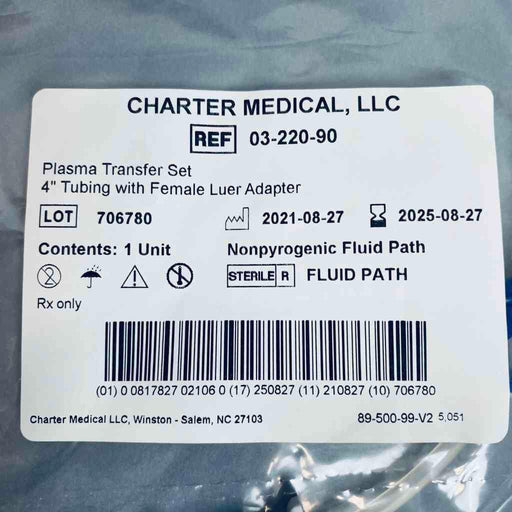 CHARTER MEDICAL, LLC
REF 03-220-90
Plasma Transfer Set
4" Tubing with Female Luer Adapter
LOT 706780 2021-08-27 2025-08-27
Contents: 1 Unit Nonpyrogenic Fluid Path
2 STERILE R FLUID PATH
Rx only
(01) 0 0817827 02106 0 (17) 250827 (11) 210827 (10) 706780
Charter Medical LLC, Winston - Salem, NC 27103 89-500-99-V2 5,051